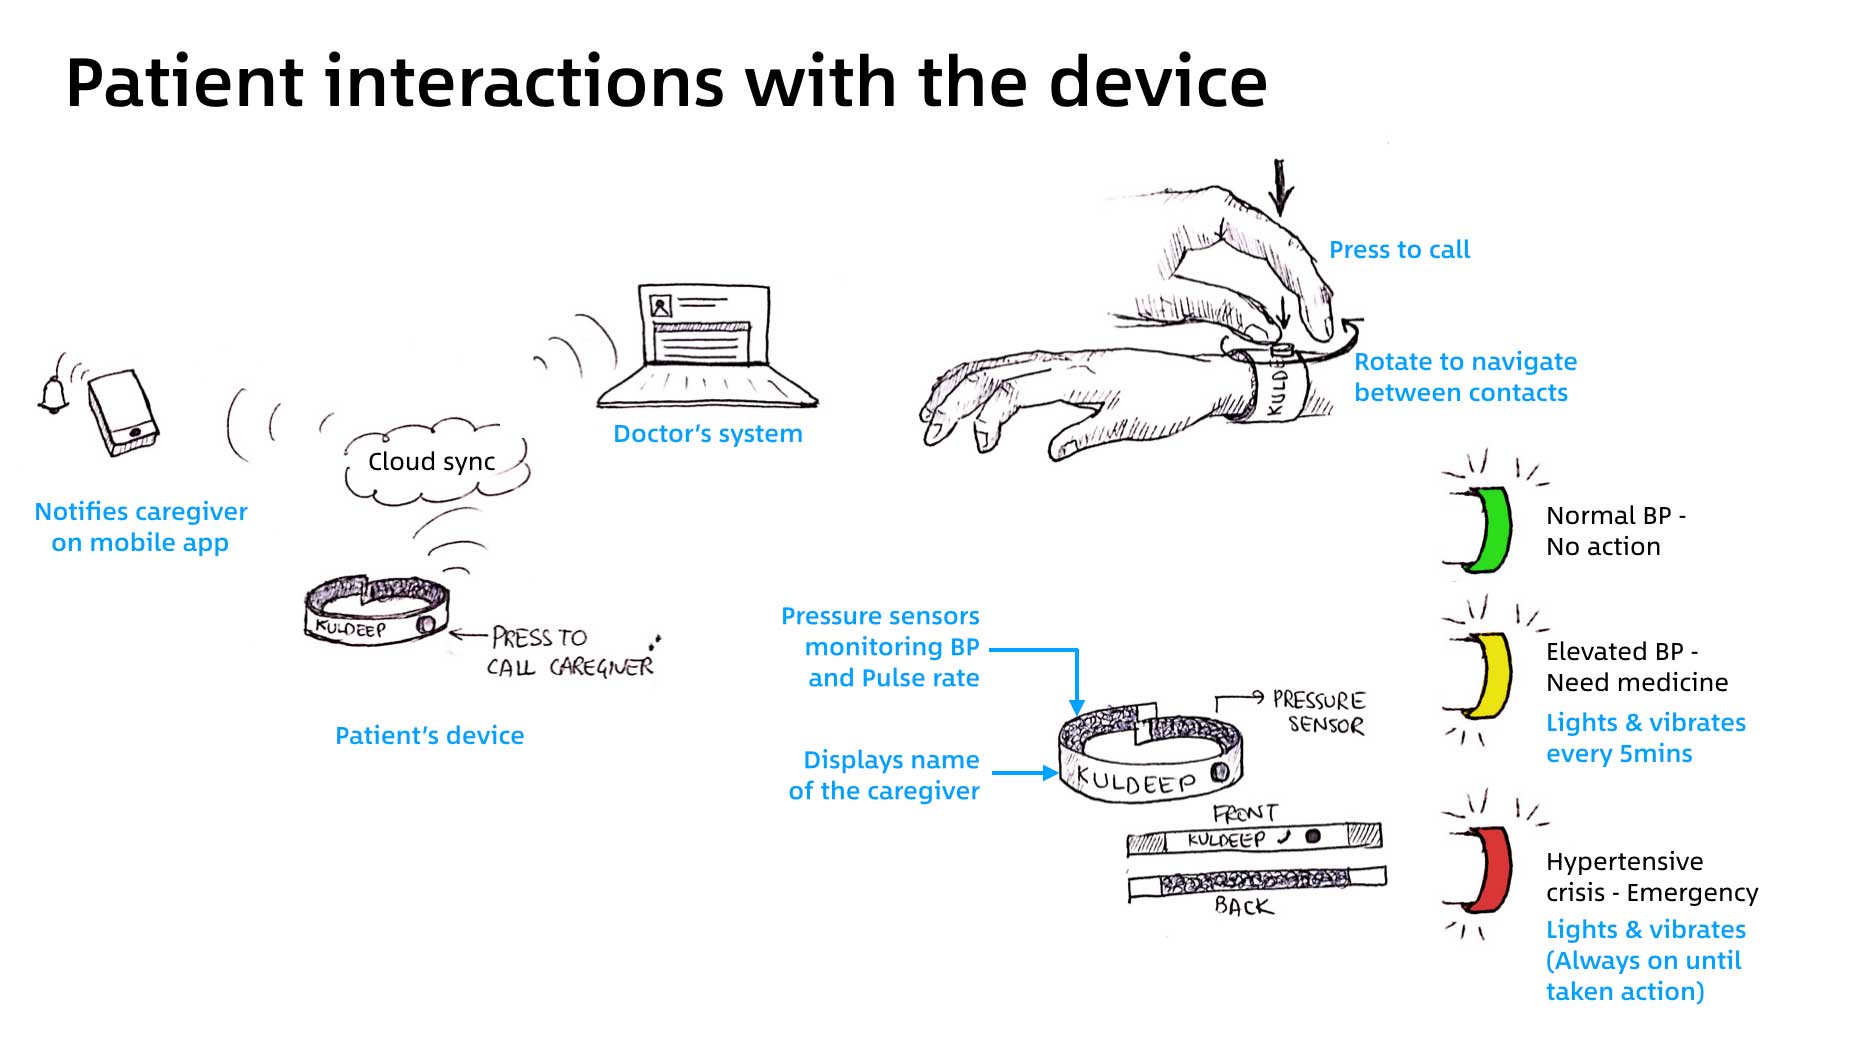 Patient interactions with the device
Press to call
Rotate to navigate
between contacts
KULDE
Doctor's system
Cloud sync
Notifies caregiver
on mobile app
KULDEEP
PRESS TO
CALL CAREGIVER
Patient's device
Pressure sensors
monitoring BP
and Pulse rate
Displays name
of the caregiver
PRESSURE
SENSOR
KULDEEP
FRONT
KULDEEP
BACK
Normal BP -
No action
Elevated BP -
Need medicine
Lights & vibrates
every 5mins
Hypertensive
crisis - Emergency
Lights & vibrates
(Always on until
taken action)